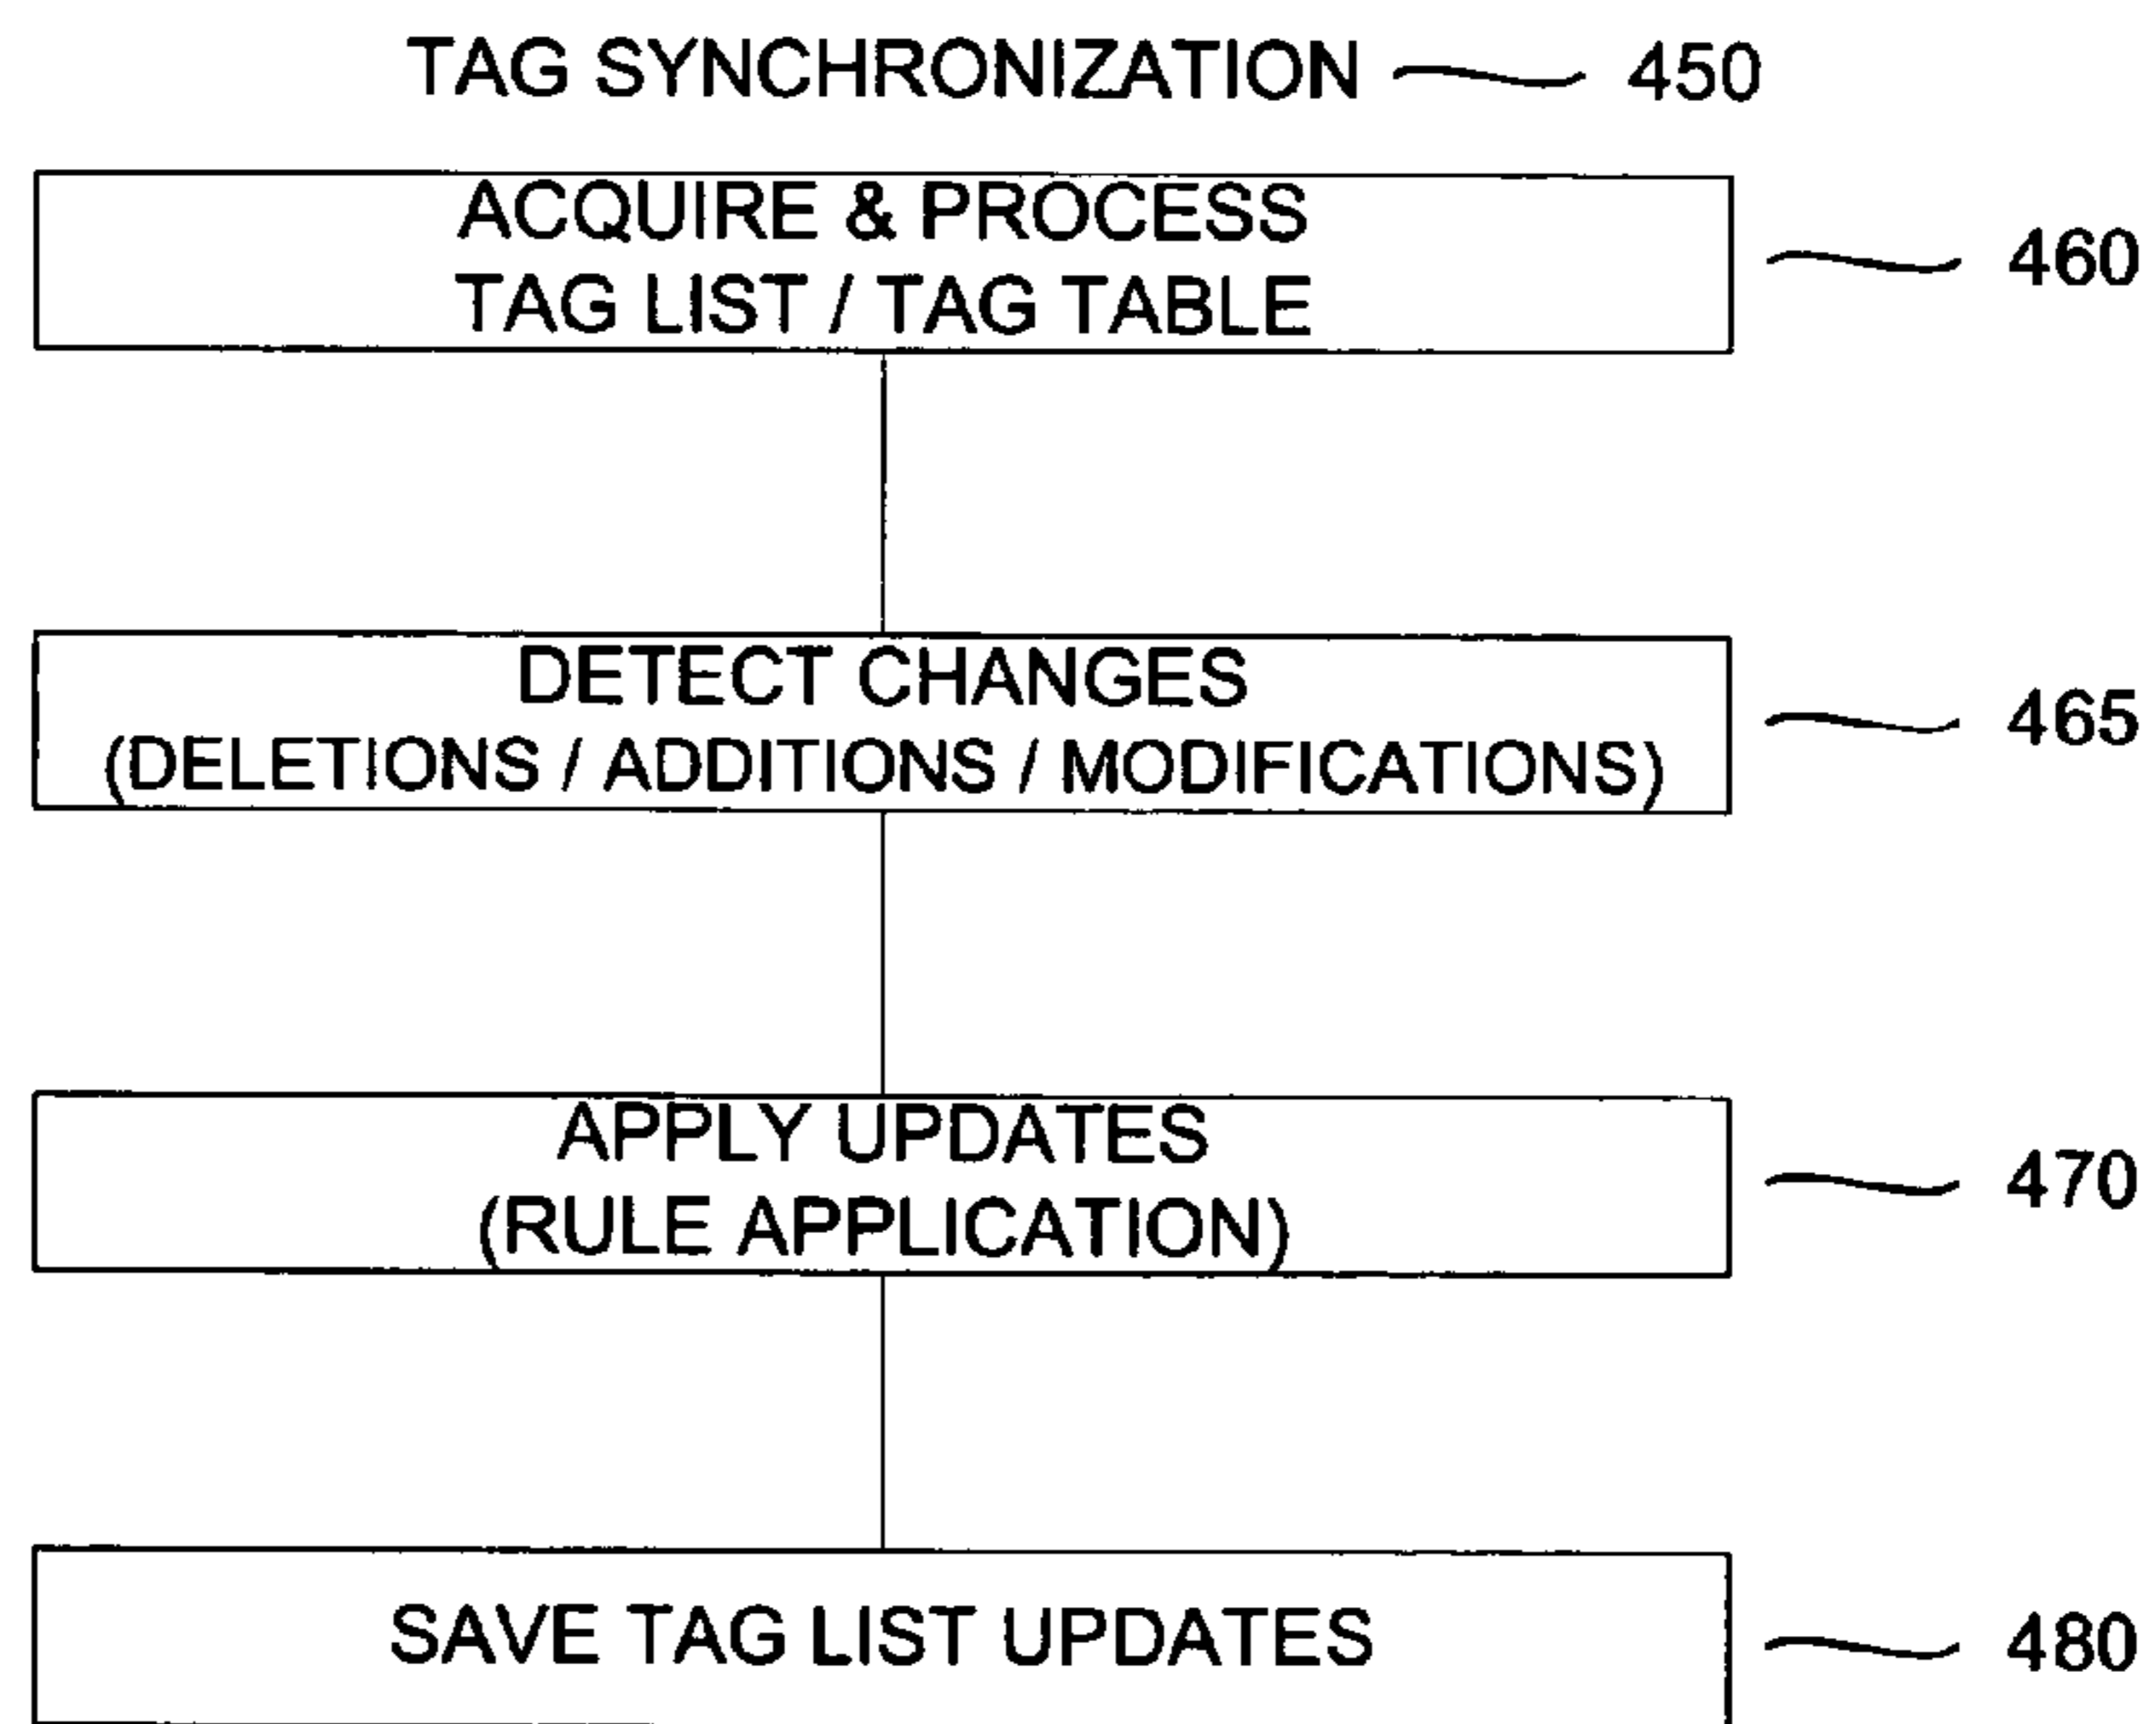 TAG SYNCHRONIZATION 450
ACQUIRE & PROCESS
TAG LIST / TAG TABLE
460
DETECT CHANGES
(DELETIONS / ADDITIONS / MODIFICATIONS)
465
APPLY UPDATES
(RULE APPLICATION)
470
SAVE TAG LIST UPDATES
480